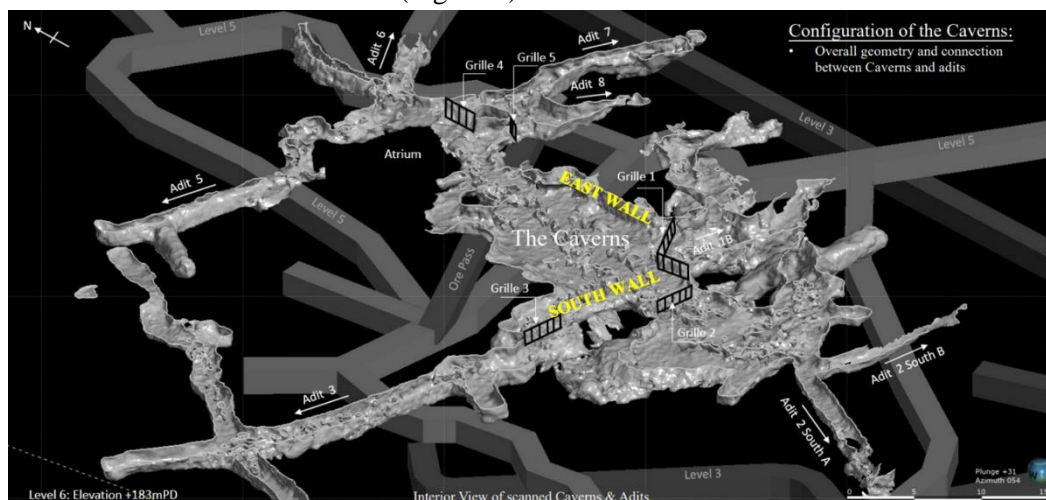 N
Level 5
Adit 6
Grille 4
Grille 5
Adit 7
Adit 8
Configuration of the Caverns:
• Overall geometry and connection
between Caverns and adits
Level 3
Level 5
Atrium
Adit 5
Level 5
EAST WALL
Grille 1
The Caverns
Adit 1B
Ore Pass
Grille 3
SOUTH WALL
Grille 2
Adit 3
Adit 2 South B
Adit 2 South A
Level 3
Plunge +31
Azimuth 054
Level 6: Elevation +183mPD
Interior View of scanned Caverns & Adits
0
5
10